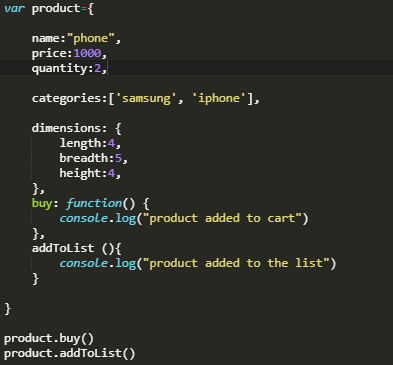 var product={
name:"phone",
price:1000,
quantity:2,
categories:['samsung', 'iphone'],
dimensions: {
length:4,
breadth:5,
height:4,
},
buy: function() {
console.log("product added to cart")
},
addToList (){
console.log("product added to the list")
}
}
product.buy()
product.addToList()